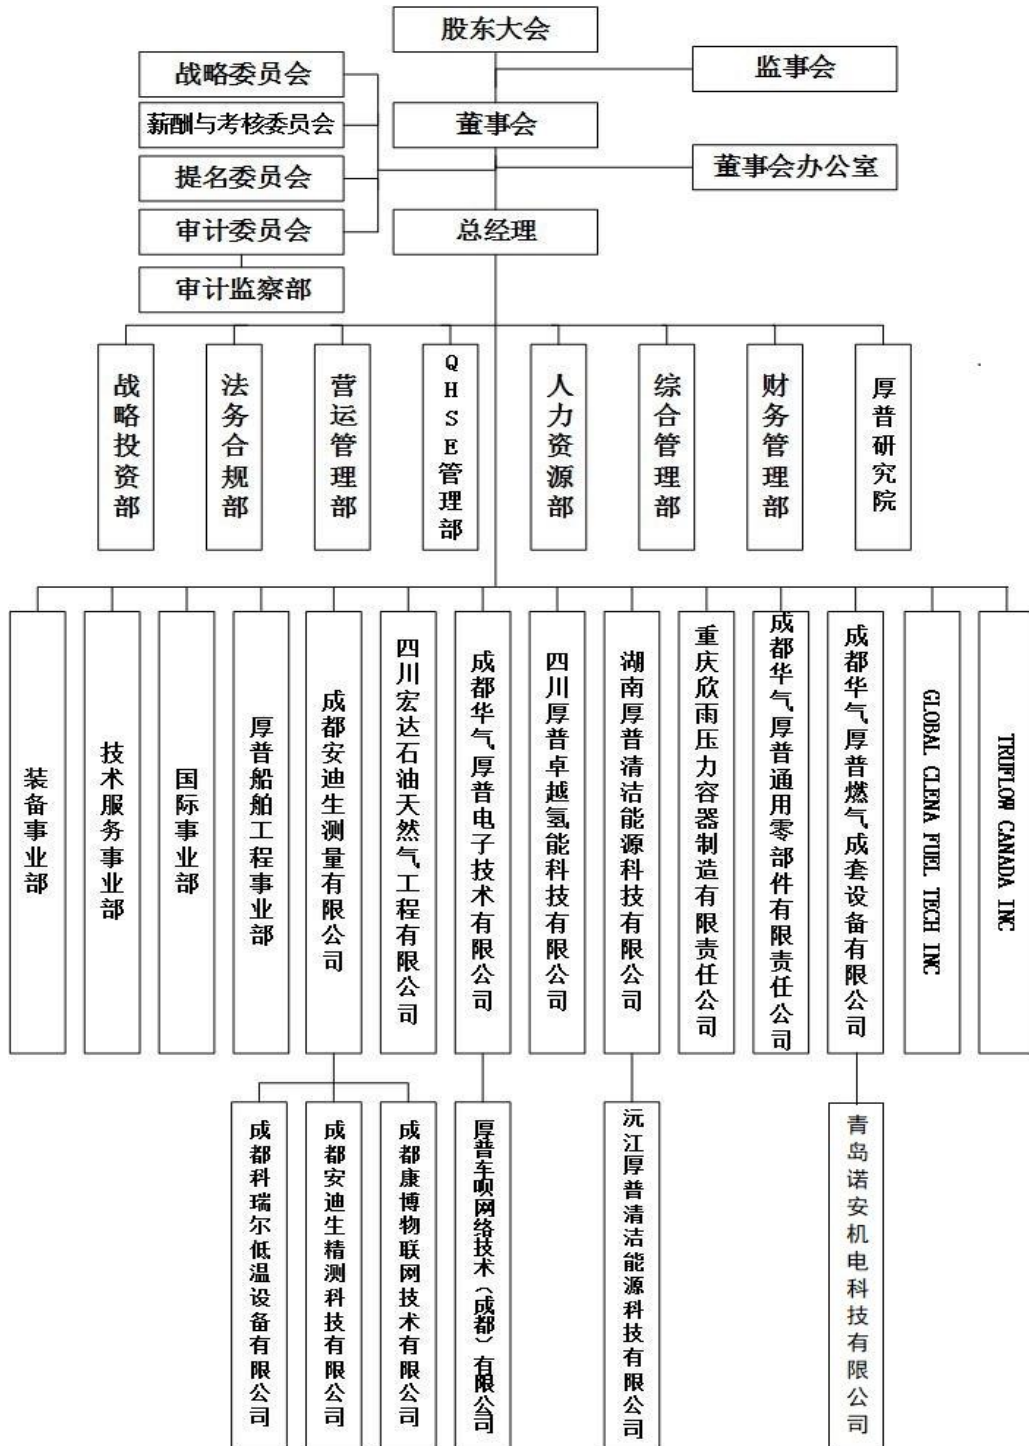 股东大会
监事会
战略委员会
薪酬与考核委员会
董事会
提名委员会
董事会办公室
审计委员会
总经理
审计监察部
战略投资部
法务合规部
营运管理部
QHSE管理部
人力资源部
综合管理部
财务管理部
厚普研究院
装备事业部
技术服务事业部
国际事业部
厚普船舶工程事业部
成都安迪生测量有限公司
四川宏达石油天然气工程有限公司
成都华气厚普电子技术有限公司
四川厚普卓越氢能科技有限公司
湖南厚普清洁能源科技有限公司
重庆欣雨压力容器制造有限责任公司
成都华气厚普通用零部件有限责任公司
成都华气厚普燃气成套设备有限公司
GLOBAL CLENA FUEL TECH INC
TRUFLOW CANADA INC
成都科瑞尔低温设备有限公司
成都安迪生精测科技有限公司
成都康博物联网技术有限公司
厚普车呗网络技术（成都）有限公司
沅江厚普清洁能源科技有限公司
青岛诺安机电科技有限公司